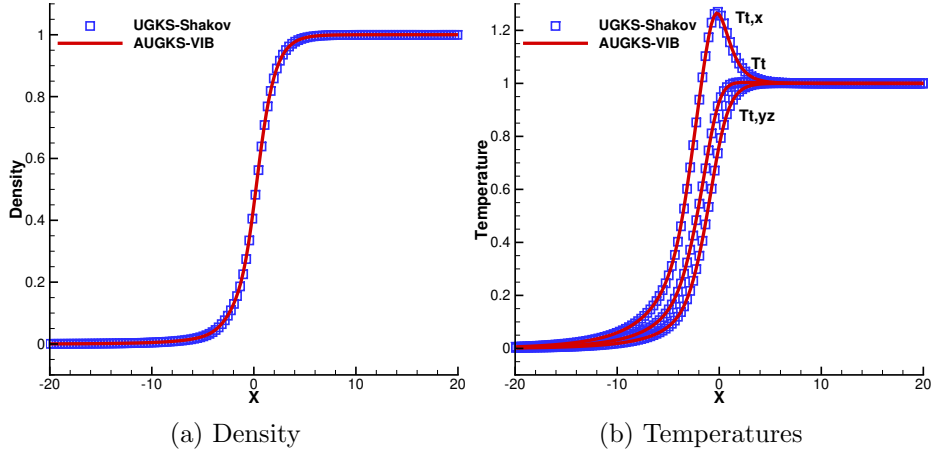 UGKS-Shakov
AUGKS-VIB
Density
1
0.8
0.6
0.4
0.2
0
-20
-10
0
10
20
X
(a) Density
UGKS-Shakov
AUGKS-VIB
Tt,x
Tt
Tt,yz
Temperature
1.2
1
0.8
0.6
0.4
0.2
0
-20
-10
0
10
20
X
(b) Temperatures